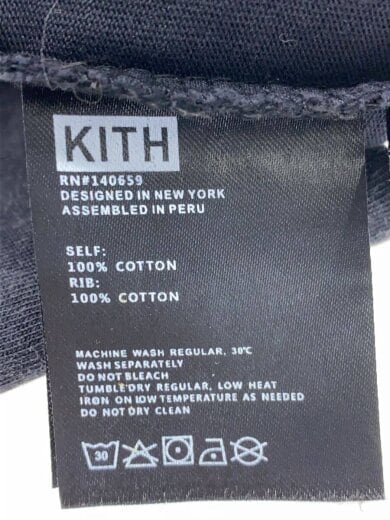 KITH
RN#140659
DESIGNED IN NEW YORK
ASSEMBLED IN PERU
SELF:
100% COTTON
RIB:
100% COTTON
MACHINE WASH REGULAR, 30℃
WASH SEPARATELY
DO NOT BLEACH
TUMBLE DRY REGULAR, LOW HEAT
IRON ON LOW TEMPERATURE AS NEEDED
DO NOT DRY CLEAN
30